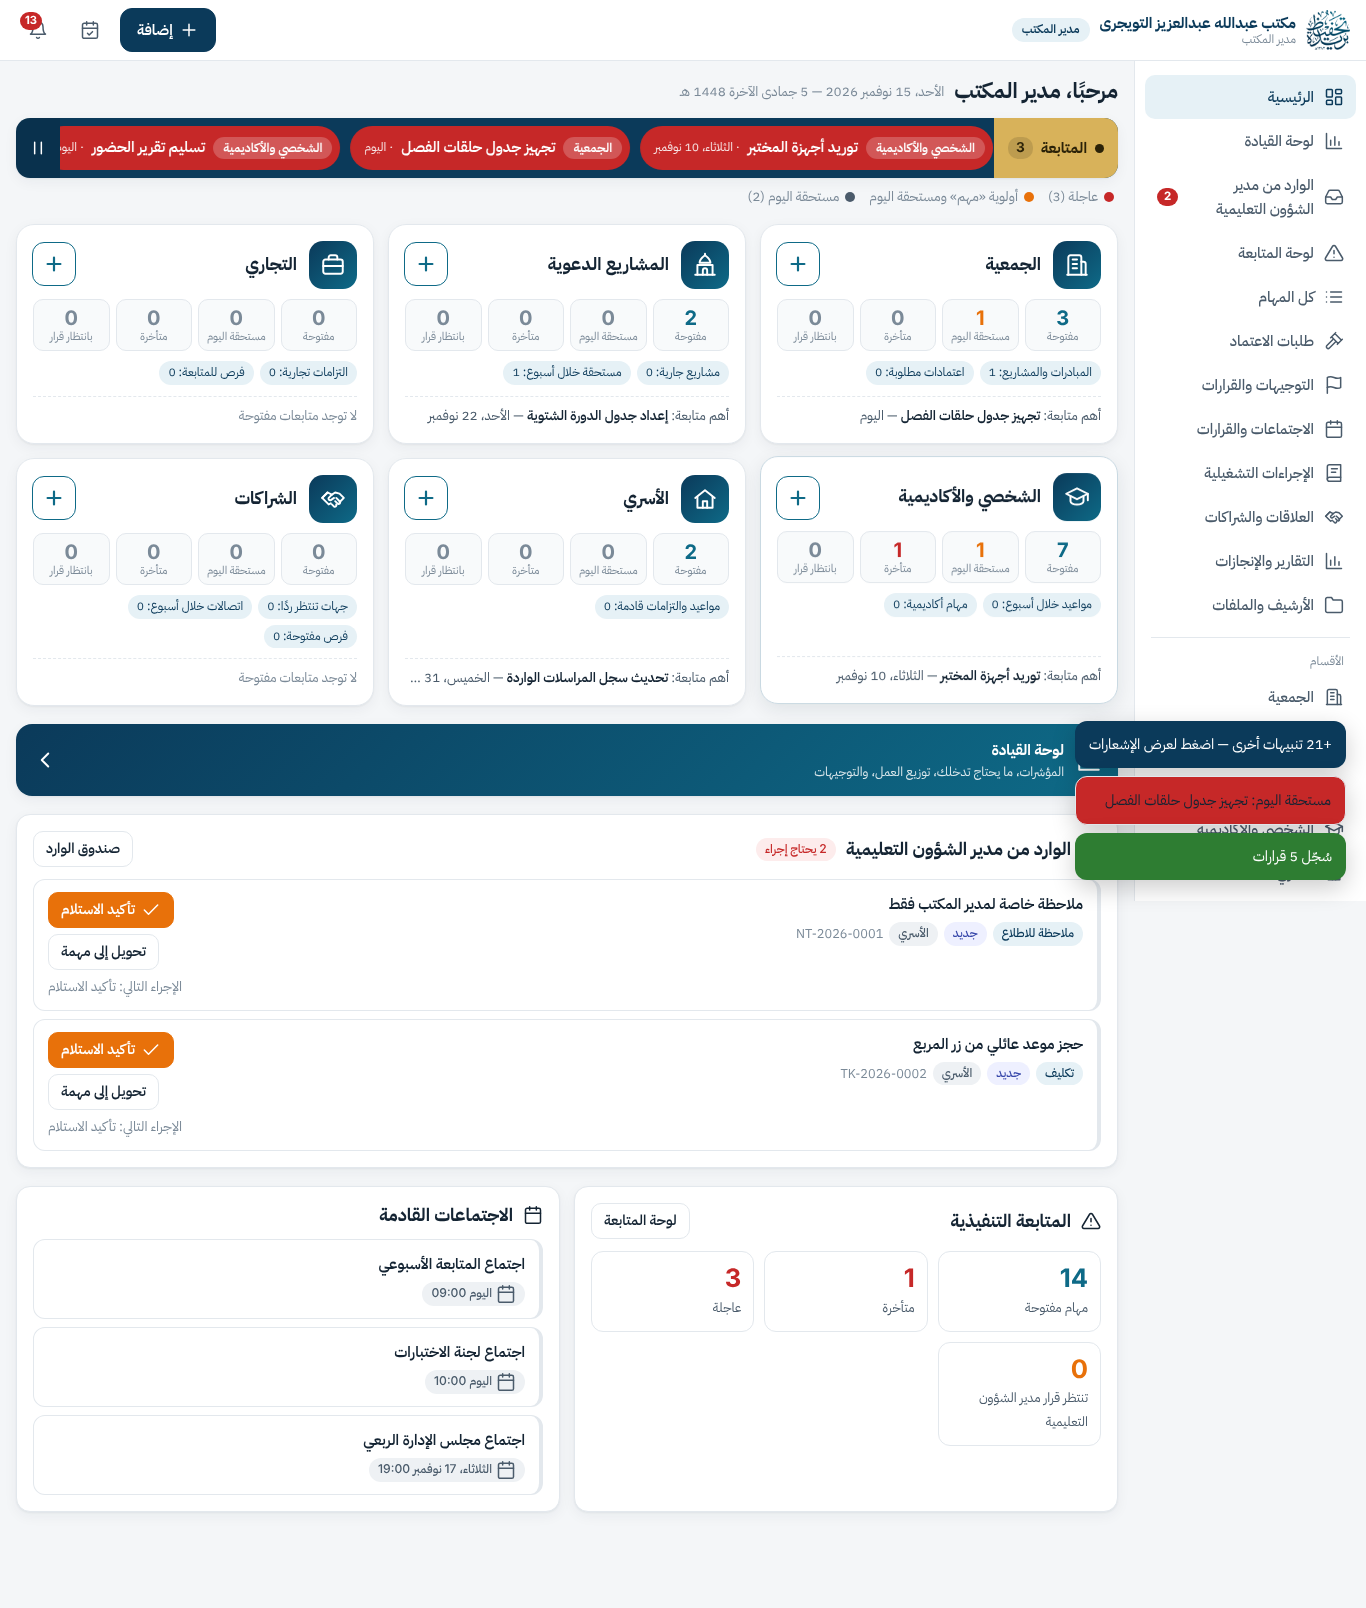 مكتب عبدالله عبدالعزيز التويجري
مدير المكتب
مدير المكتب
إضافة
13
الرئيسية
لوحة القيادة
الوارد من مدير الشؤون التعليمية
2
لوحة المتابعة
كل المهام
طلبات الاعتماد
التوجيهات والقرارات
الاجتماعات والقرارات
الإجراءات التشغيلية
العلاقات والشراكات
التقارير والإنجازات
الأرشيف والملفات
الأقسام
الجمعية
الشخصي والأكاديمية
مرحبًا، مدير المكتب
الأحد، 15 نوفمبر 2026 — 5 جمادى الآخرة 1448 هـ
المتابعة 3
الشخصي والأكاديمية توريد أجهزة المختبر · الثلاثاء، 10 نوفمبر
الجمعية تجهيز جدول حلقات الفصل · اليوم
الشخصي والأكاديمية تسليم تقرير الحضور · اليوم
عاجلة (3)
أولوية «مهم» ومستحقة اليوم
مستحقة اليوم (2)
الجمعية
3 مفتوحة
1 مستحقة اليوم
0 متأخرة
0 بانتظار قرار
المبادرات والمشاريع: 1
اعتمادات مطلوبة: 0
أهم متابعة: تجهيز جدول حلقات الفصل — اليوم
المشاريع الدعوية
2 مفتوحة
0 مستحقة اليوم
0 متأخرة
0 بانتظار قرار
مشاريع جارية: 0
مستحقة خلال أسبوع: 1
أهم متابعة: إعداد جدول الدورة الشتوية — الأحد، 22 نوفمبر
التجاري
0 مفتوحة
0 مستحقة اليوم
0 متأخرة
0 بانتظار قرار
التزامات تجارية: 0
فرص للمتابعة: 0
لا توجد متابعات مفتوحة
الشخصي والأكاديمية
7 مفتوحة
1 مستحقة اليوم
1 متأخرة
0 بانتظار قرار
مواعيد خلال أسبوع: 0
مهام أكاديمية: 0
أهم متابعة: توريد أجهزة المختبر — الثلاثاء، 10 نوفمبر
الأسري
2 مفتوحة
0 مستحقة اليوم
0 متأخرة
0 بانتظار قرار
مواعيد والتزامات قادمة: 0
أهم متابعة: تحديث سجل المراسلات الواردة — الخميس، 31 ...
الشراكات
0 مفتوحة
0 مستحقة اليوم
0 متأخرة
0 بانتظار قرار
جهات تنتظر ردًا: 0
اتصالات خلال أسبوع: 0
فرص مفتوحة: 0
لا توجد متابعات مفتوحة
لوحة القيادة
المؤشرات، ما يحتاج تدخلك، توزيع العمل، والتوجيهات
+21 تنبيهات أخرى — اضغط لعرض الإشعارات
مستحقة اليوم: تجهيز جدول حلقات الفصل
سُجّل 5 قرارات
الوارد من مدير الشؤون التعليمية
2 يحتاج إجراء
صندوق الوارد
ملاحظة خاصة لمدير المكتب فقط
ملاحظة للاطلاع جديد الأسري NT-2026-0001
تأكيد الاستلام
تحويل إلى مهمة
الإجراء التالي: تأكيد الاستلام
حجز موعد عائلي من زر المربع
تكليف جديد الأسري TK-2026-0002
تأكيد الاستلام
تحويل إلى مهمة
الإجراء التالي: تأكيد الاستلام
المتابعة التنفيذية
لوحة المتابعة
14 مهام مفتوحة
1 متأخرة
3 عاجلة
0 تنتظر قرار مدير الشؤون التعليمية
الاجتماعات القادمة
اجتماع المتابعة الأسبوعي
اليوم 09:00
اجتماع لجنة الاختبارات
اليوم 10:00
اجتماع مجلس الإدارة الربعي
الثلاثاء، 17 نوفمبر 19:00